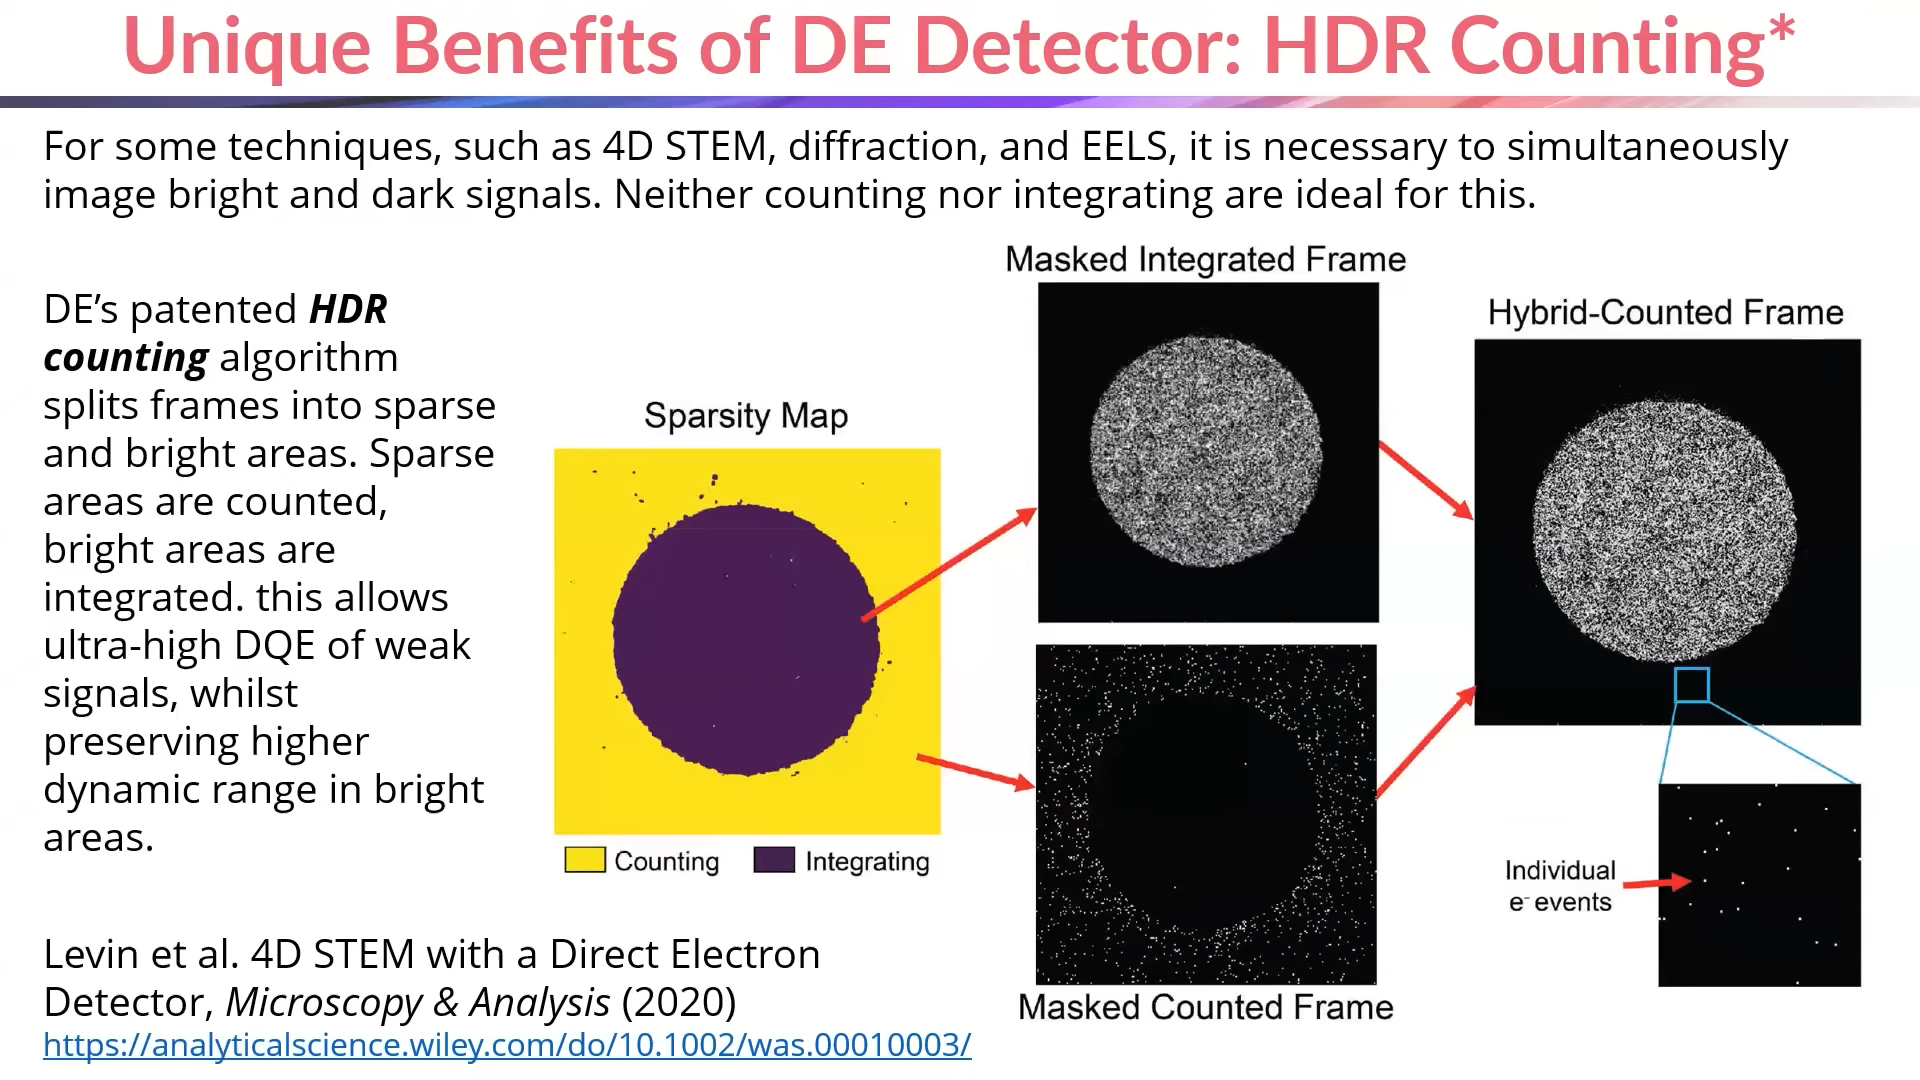 Unique Benefits of DE Detector: HDR Counting*
For some techniques, such as 4D STEM, diffraction, and EELS, it is necessary to simultaneously
image bright and dark signals. Neither counting nor integrating are ideal for this.
DE’s patented HDR
counting algorithm
splits frames into sparse
and bright areas. Sparse
areas are counted,
bright areas are
integrated. this allows
ultra-high DQE of weak
signals, whilst
preserving higher
dynamic range in bright
areas.
Sparsity Map
Counting
Integrating
Masked Integrated Frame
Masked Counted Frame
Hybrid-Counted Frame
Individual
e⁻ events
Levin et al. 4D STEM with a Direct Electron
Detector, Microscopy & Analysis (2020)
https://analyticalscience.wiley.com/do/10.1002/was.00010003/